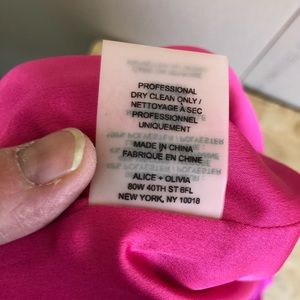 PROFESSIONAL
DRY CLEAN ONLY /
NETTOYAGE A SEC
PROFESSIONNEL
UNIQUEMENT
MADE IN CHINA
FABRIQUE EN CHINE
ALICE + OLIVIA
80W 40TH ST 8FL
NEW YORK, NY 10018